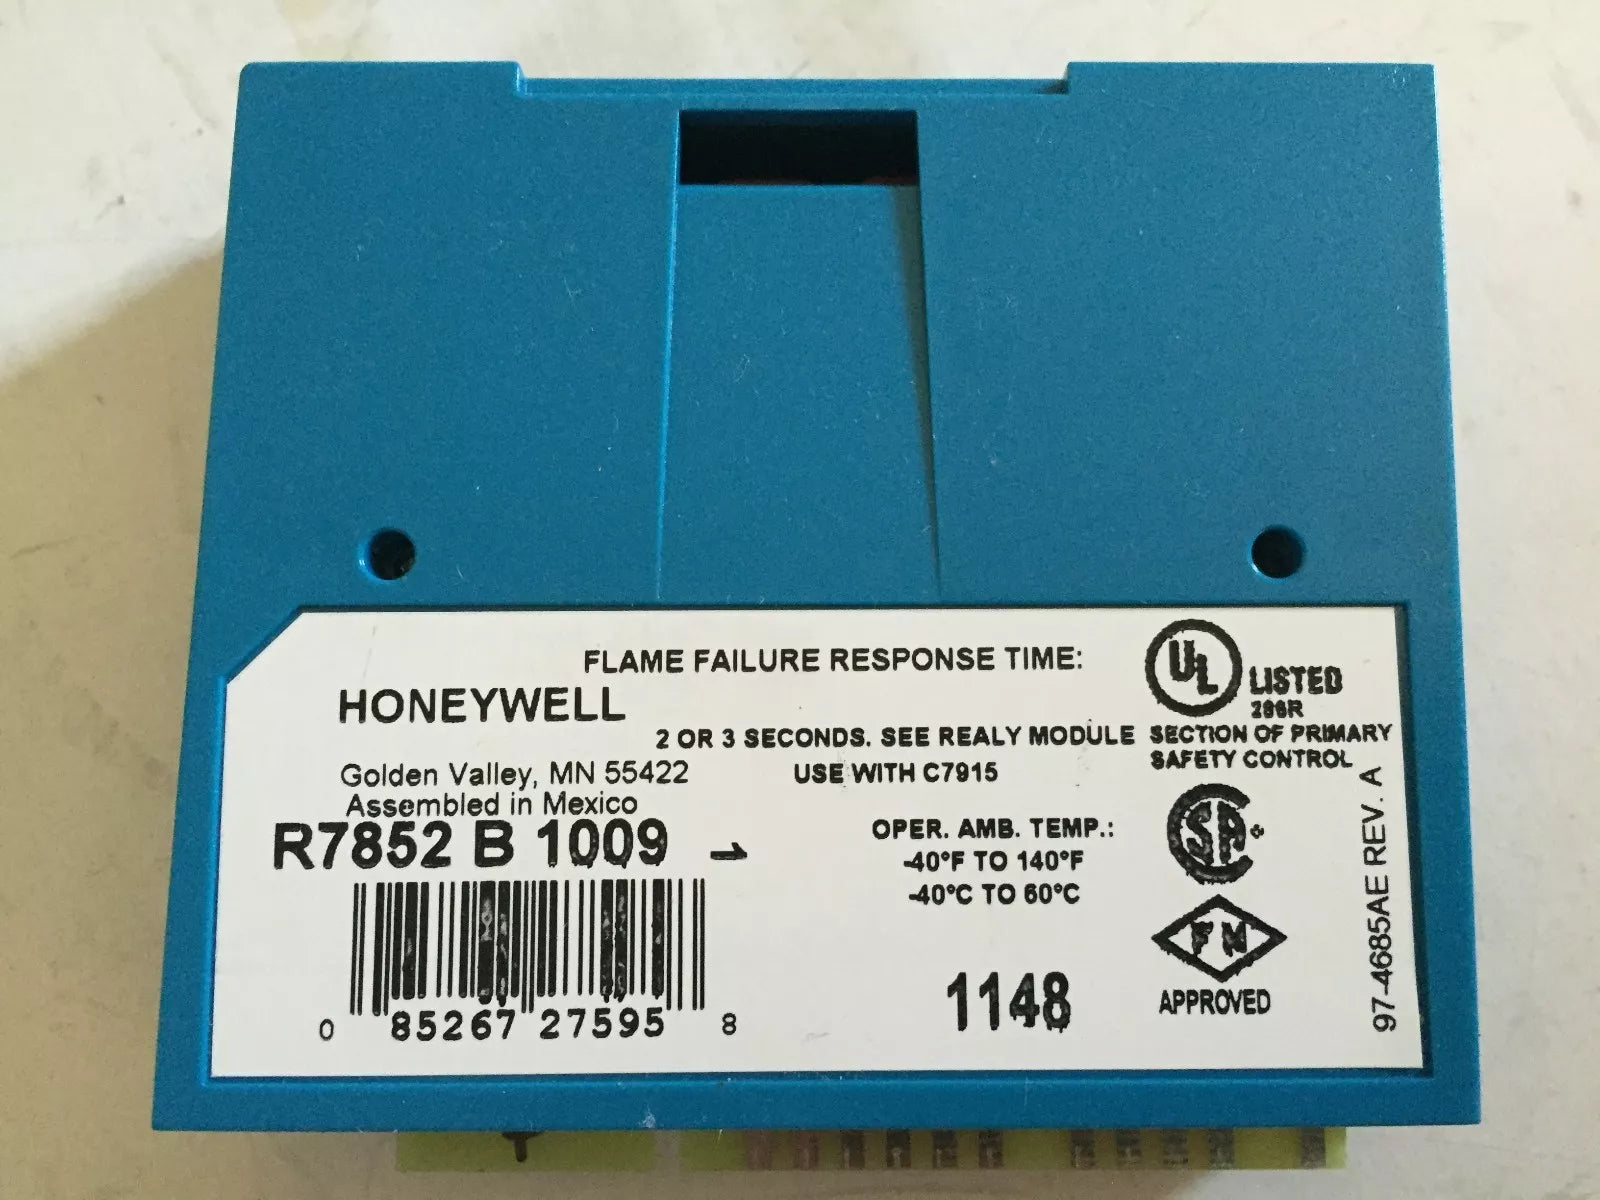 FLAME FAILURE RESPONSE TIME:
HONEYWELL
2 OR 3 SECONDS. SEE REALY MODULE
Golden Valley, MN 55422
USE WITH C7915
Assembled in Mexico
R7852 B 1009
OPER. AMB. TEMP.:
-40°F TO 140°F
-40°C TO 60°C
0 85267 27595 8
1148
UL LISTED
SECTION OF PRIMARY
SAFETY CONTROL
FM
APPROVED
97-4685AE REV. A